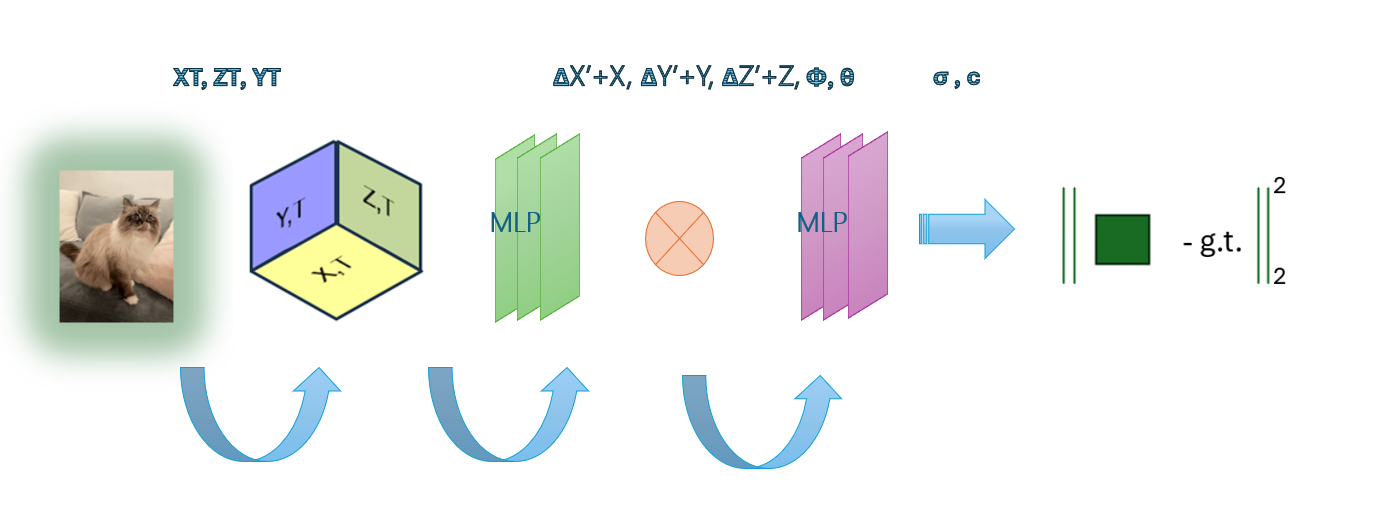 XT, ZT, YT
ΔX'+X, ΔY'+Y, ΔZ'+Z, Φ, θ
σ, c
Y,T
Z,T
X,T
MLP
MLP
2
- g.t.
2